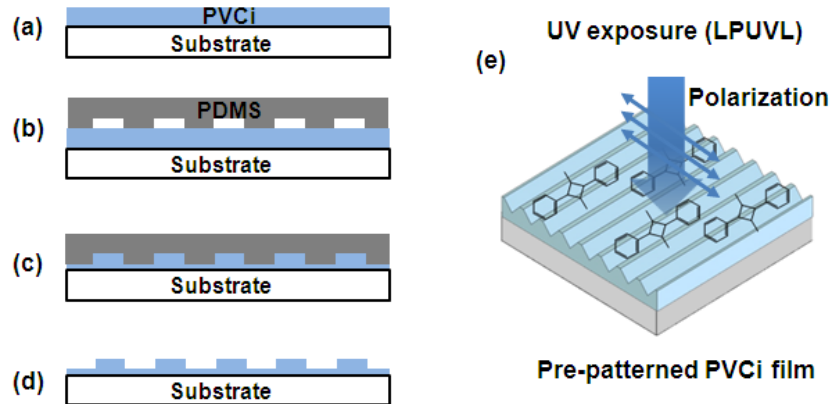 (a)
PVCi
Substrate
(b)
PDMS
Substrate
(c)
Substrate
(d)
Substrate
UV exposure (LPUVL)
(e)
Polarization
Pre-patterned PVCi film